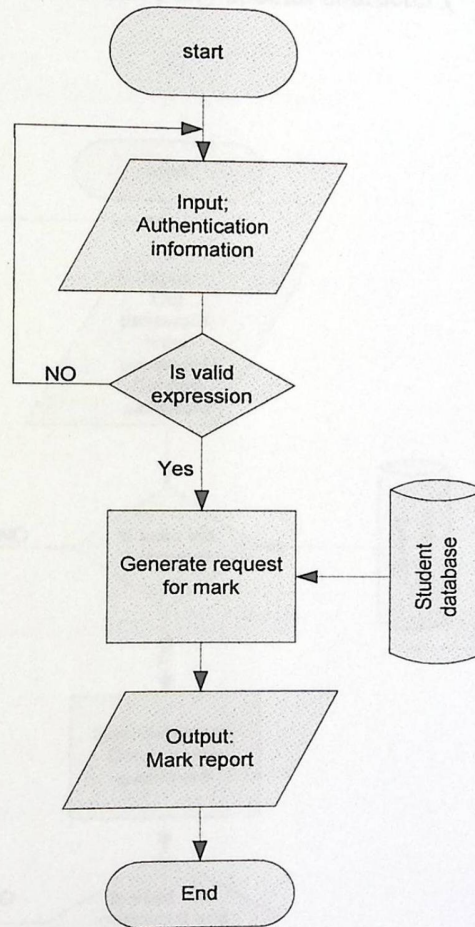 start
Input;
Authentication
information
Is valid
expression
NO
Yes
Generate request
for mark
Student
database
Output:
Mark report
End